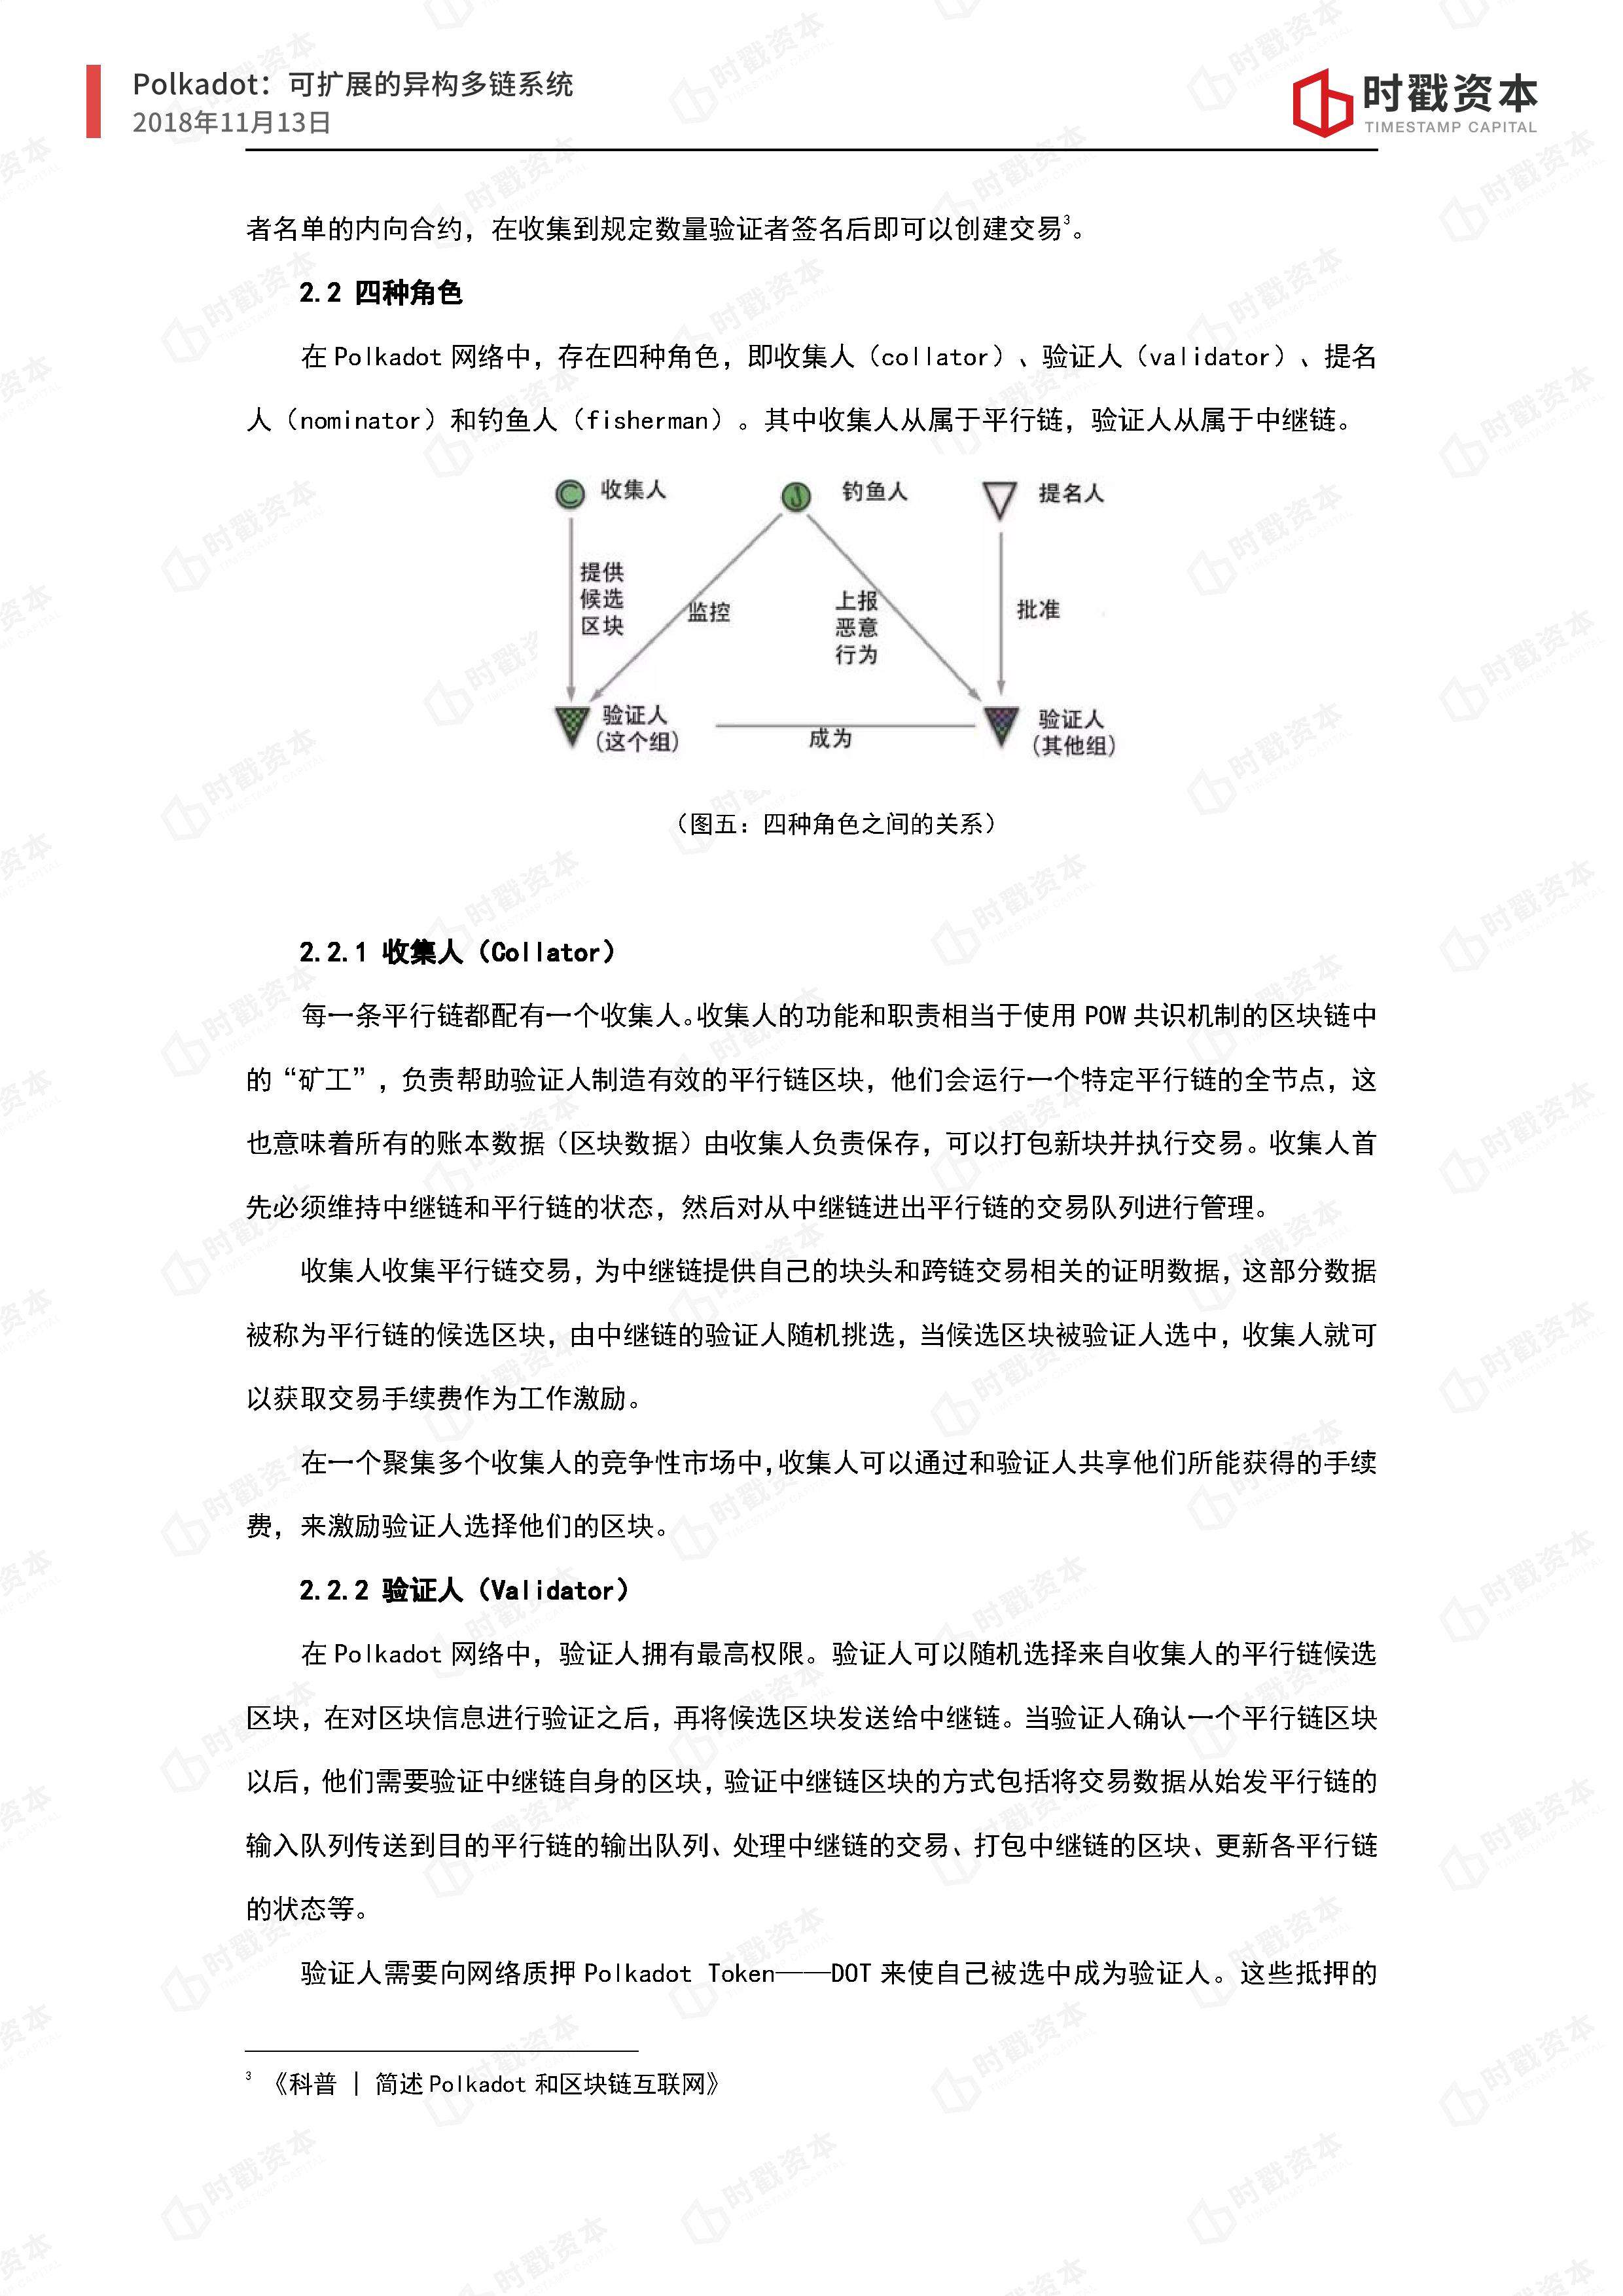 Polkadot：可扩展的异构多链系统
2018年11月13日
时戳资本
TIMESTAMP CAPITAL
者名单的内向合约，在收集到规定数量验证者签名后即可以创建交易3。
2.2 四种角色
在 Polkadot 网络中，存在四种角色，即收集人（collator）、验证人（validator）、提名
人（nominator）和钓鱼人（fisherman）。其中收集人从属于平行链，验证人从属于中继链。
收集人
钓鱼人
提名人
提供
候选
区块
监控
上报
恶意
行为
批准
验证人
（这个组）
成为
验证人
（其他组）
（图五：四种角色之间的关系）
2.2.1 收集人（Collator）
每一条平行链都配有一个收集人。收集人的功能和职责相当于使用 POW 共识机制的区块链中
的“矿工”，负责帮助验证人制造有效的平行链区块，他们会运行一个特定平行链的全节点，这
也意味着所有的账本数据（区块数据）由收集人负责保存，可以打包新块并执行交易。收集人首
先必须维持中继链和平行链的状态，然后对从中继链进出平行链的交易队列进行管理。
收集人收集平行链交易，为中继链提供自己的块头和跨链交易相关的证明数据，这部分数据
被称为平行链的候选区块，由中继链的验证人随机挑选，当候选区块被验证人选中，收集人就可
以获取交易手续费作为工作激励。
在一个聚集多个收集人的竞争性市场中，收集人可以通过和验证人共享他们所能获得的手续
费，来激励验证人选择他们的区块。
2.2.2 验证人（Validator）
在 Polkadot 网络中，验证人拥有最高权限。验证人可以随机选择来自收集人的平行链候选
区块，在对区块信息进行验证之后，再将候选区块发送给中继链。当验证人确认一个平行链区块
以后，他们需要验证中继链自身的区块，验证中继链区块的方式包括将交易数据从始发平行链的
输入队列传送到目的平行链的输出队列、处理中继链的交易、打包中继链的区块、更新各平行链
的状态等。
验证人需要向网络质押 Polkadot Token——DOT 来使自己被选中成为验证人。这些抵押的
3 《科普 | 简述 Polkadot 和区块链互联网》